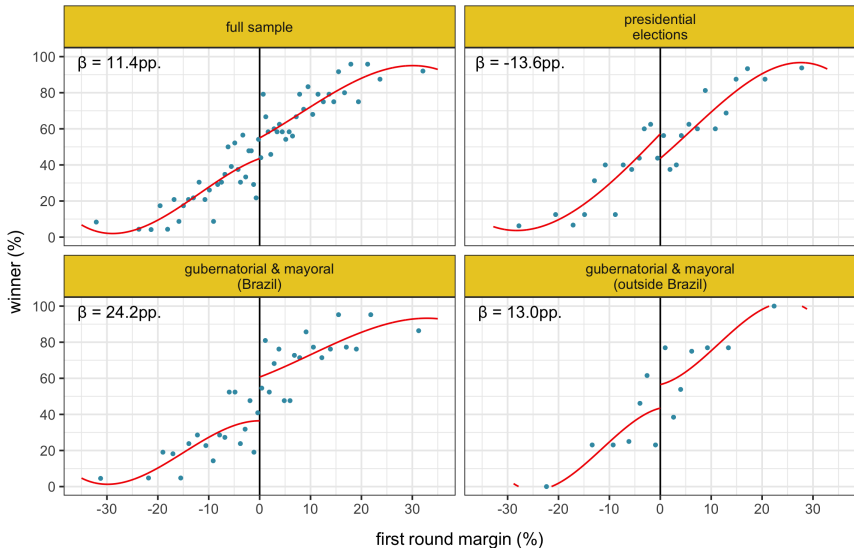 full sample
presidential
elections
β = 11.4pp.
β = -13.6pp.
100
80
60
40
20
0
gubernatorial & mayoral
(Brazil)
gubernatorial & mayoral
(outside Brazil)
β = 24.2pp.
β = 13.0pp.
100
80
60
40
20
0
winner (%)
-30 -20 -10 0 10 20 30
-30 -20 -10 0 10 20 30
first round margin (%)